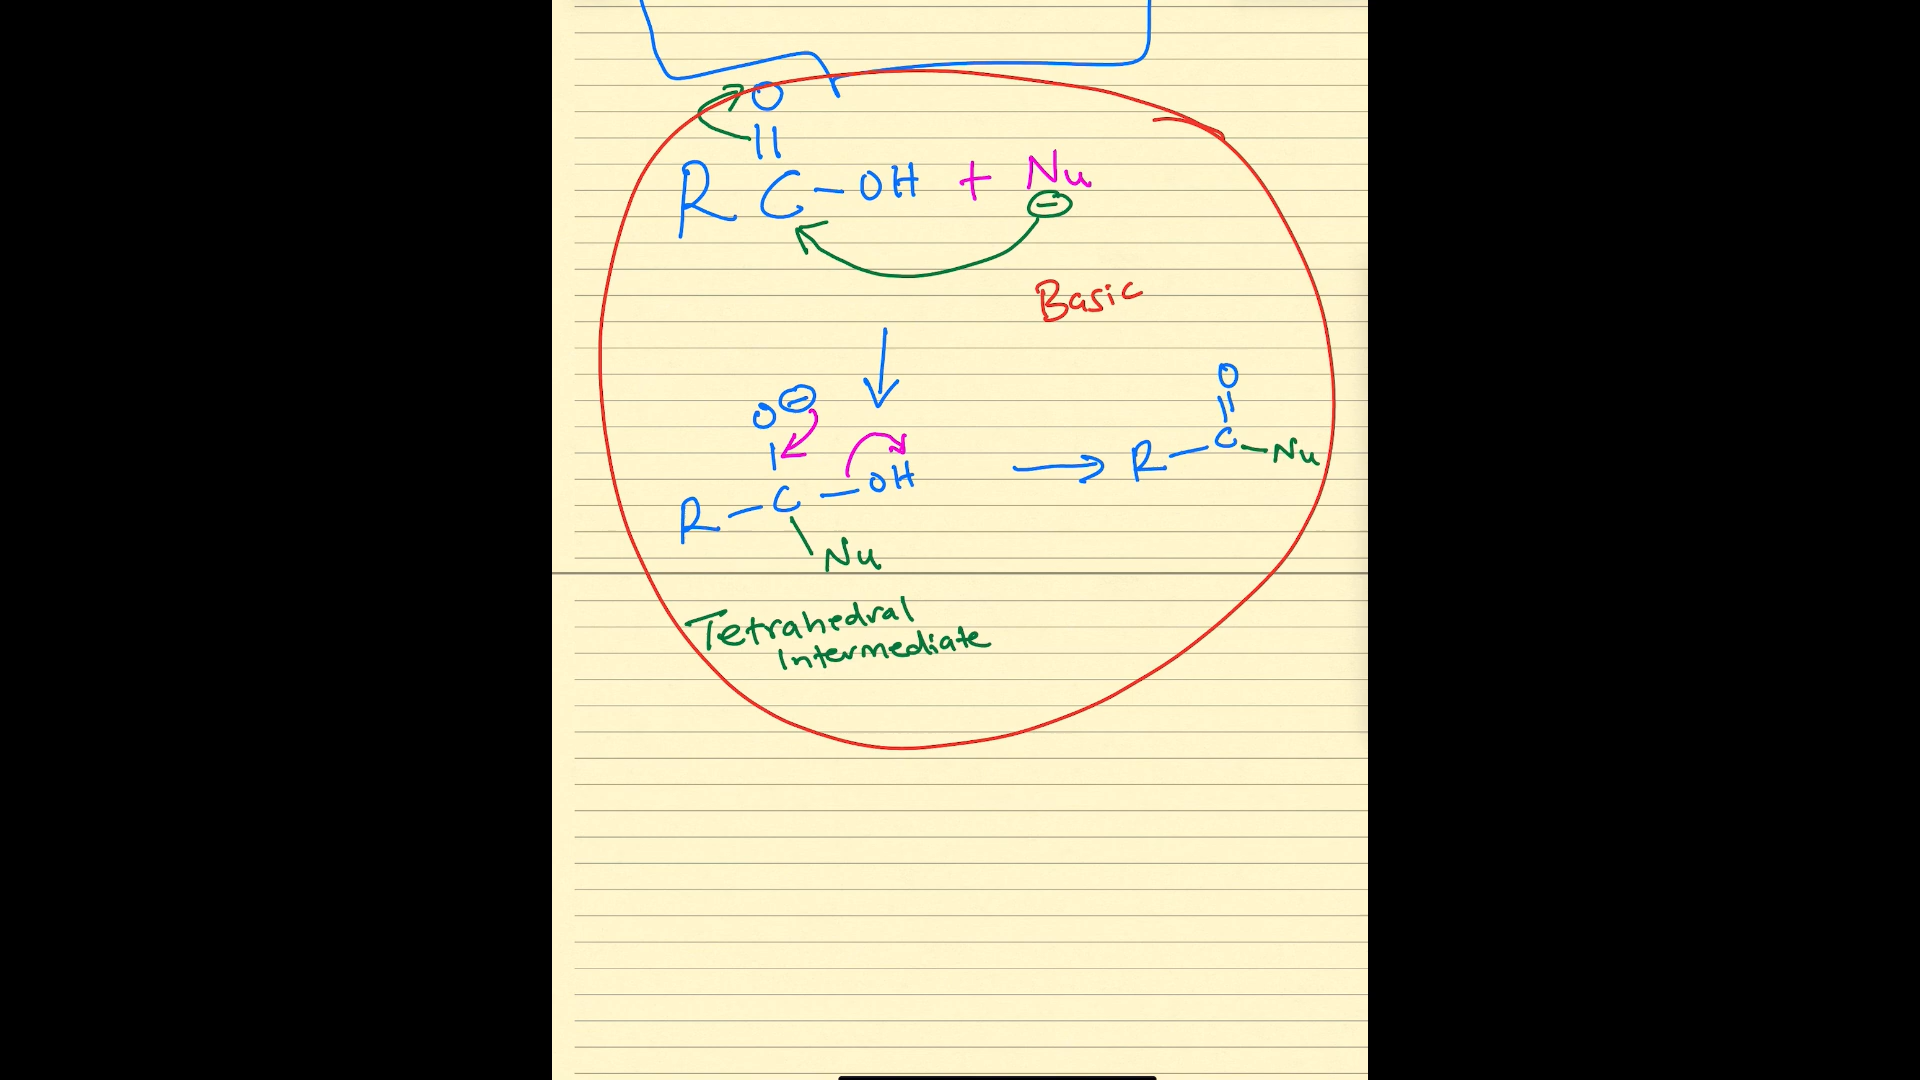 O
||
R C-OH + Nu
⊖
Basic
O⊖
|
R-C-OH
\Nu
→
O
||
R-C-Nu
Tetrahedral
Intermediate